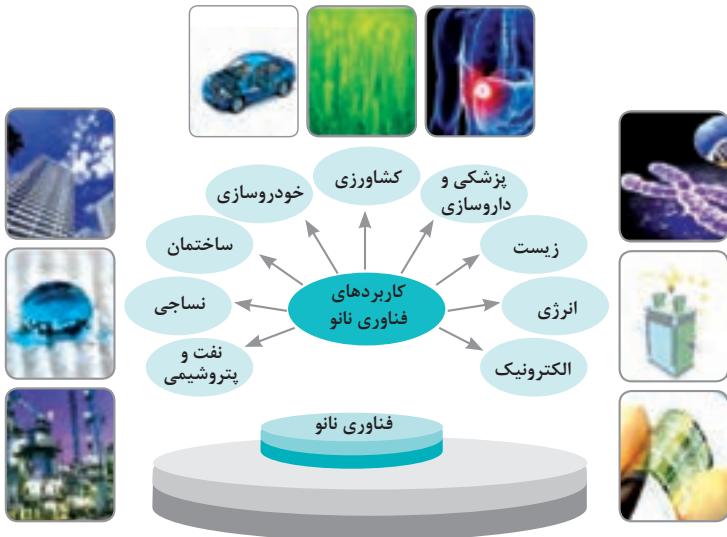 کشاورزی
پزشکی و
داروسازی
خودروسازی
زیست
ساختمان
کاربردهای
فناوری نانو
انرژی
نساجی
الکترونیک
نفت و
پتروشیمی
فناوری نانو